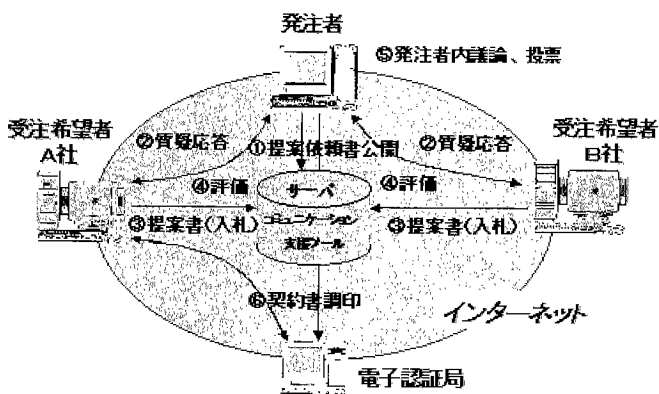 発注者
⑤発注者内議論、投票
受注希望者
A社
②質疑応答
①提案依頼書公開
②質疑応答
受注希望者
B社
④評価
サーバ
④評価
③提案書(入札)
コミュニケーション
支援ツール
③提案書(入札)
⑥契約書調印
インターネット
電子認証局